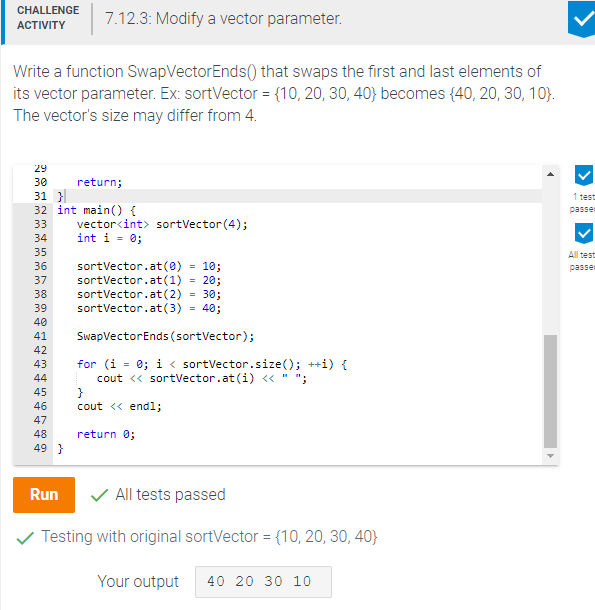 CHALLENGE
ACTIVITY
7.12.3: Modify a vector parameter.
Write a function SwapVectorEnds() that swaps the first and last elements of
its vector parameter. Ex: sortVector = {10, 20, 30, 40} becomes {40, 20, 30, 10}.
The vector's size may differ from 4.
29
30 return;
31 }
32 int main() {
33 vector<int> sortVector(4);
34 int i = 0;
35
36 sortVector.at(0) = 10;
37 sortVector.at(1) = 20;
38 sortVector.at(2) = 30;
39 sortVector.at(3) = 40;
40
41 SwapVectorEnds(sortVector);
42
43 for (i = 0; i < sortVector.size(); ++i) {
44 cout << sortVector.at(i) << " ";
45 }
46 cout << endl;
47
48 return 0;
49 }
1 test
passe
All test
passe
Run
All tests passed
Testing with original sortVector = {10, 20, 30, 40}
Your output
40 20 30 10